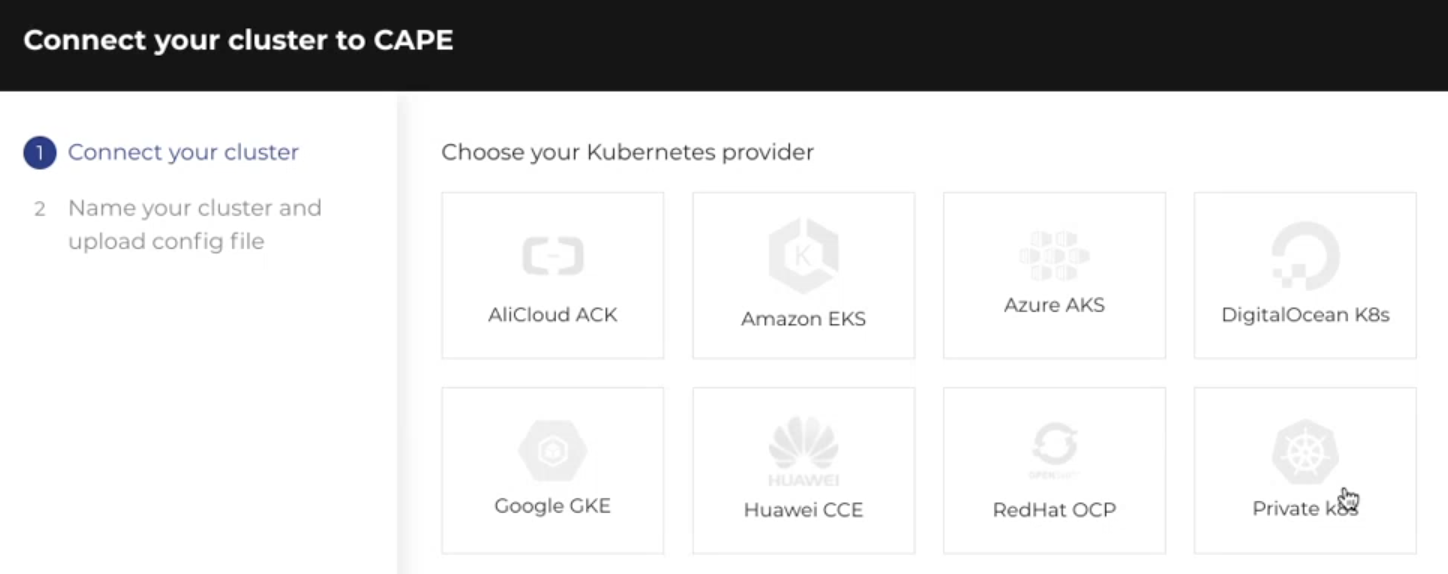 Connect your cluster to CAPE
1 Connect your cluster
2 Name your cluster and
upload config file
Choose your Kubernetes provider
AliCloud ACK
Amazon EKS
Azure AKS
DigitalOcean K8s
Google GKE
HUAWEI
Huawei CCE
RedHat OCP
Private k8s